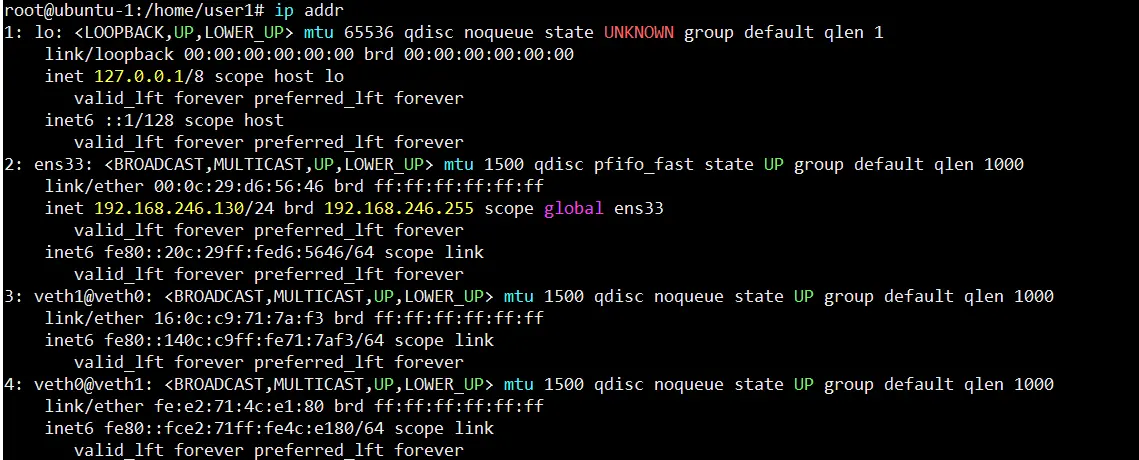 root@ubuntu-1:/home/user1# ip addr
1: lo: <LOOPBACK,UP,LOWER_UP> mtu 65536 qdisc noqueue state UNKNOWN group default qlen 1
    link/loopback 00:00:00:00:00:00 brd 00:00:00:00:00:00
    inet 127.0.0.1/8 scope host lo
       valid_lft forever preferred_lft forever
    inet6 ::1/128 scope host
       valid_lft forever preferred_lft forever
2: ens33: <BROADCAST,MULTICAST,UP,LOWER_UP> mtu 1500 qdisc pfifo_fast state UP group default qlen 1000
    link/ether 00:0c:29:d6:56:46 brd ff:ff:ff:ff:ff:ff
    inet 192.168.246.130/24 brd 192.168.246.255 scope global ens33
       valid_lft forever preferred_lft forever
    inet6 fe80::20c:29ff:fed6:5646/64 scope link
       valid_lft forever preferred_lft forever
3: veth1@veth0: <BROADCAST,MULTICAST,UP,LOWER_UP> mtu 1500 qdisc noqueue state UP group default qlen 1000
    link/ether 16:0c:c9:71:7a:f3 brd ff:ff:ff:ff:ff:ff
    inet6 fe80::140c:c9ff:fe71:7af3/64 scope link
       valid_lft forever preferred_lft forever
4: veth0@veth1: <BROADCAST,MULTICAST,UP,LOWER_UP> mtu 1500 qdisc noqueue state UP group default qlen 1000
    link/ether fe:e2:71:4c:e1:80 brd ff:ff:ff:ff:ff:ff
    inet6 fe80::fce2:71ff:fe4c:e180/64 scope link
       valid_lft forever preferred_lft forever